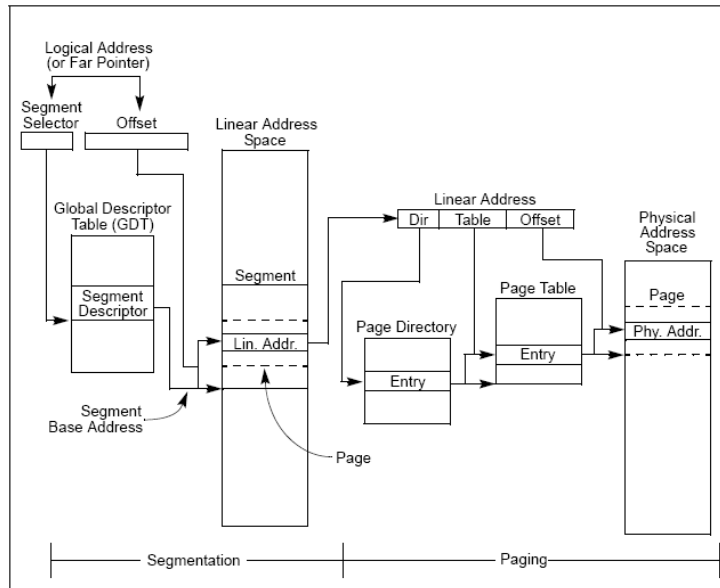 Logical Address
(or Far Pointer)
Segment
Selector
Offset
Linear Address
Space
Global Descriptor
Table (GDT)
Segment
Descriptor
Segment
Lin. Addr.
Segment
Base Address
Page
Linear Address
Dir
Table
Offset
Physical
Address
Space
Page Table
Page Directory
Entry
Entry
Page
Phy. Addr.
Segmentation
Paging